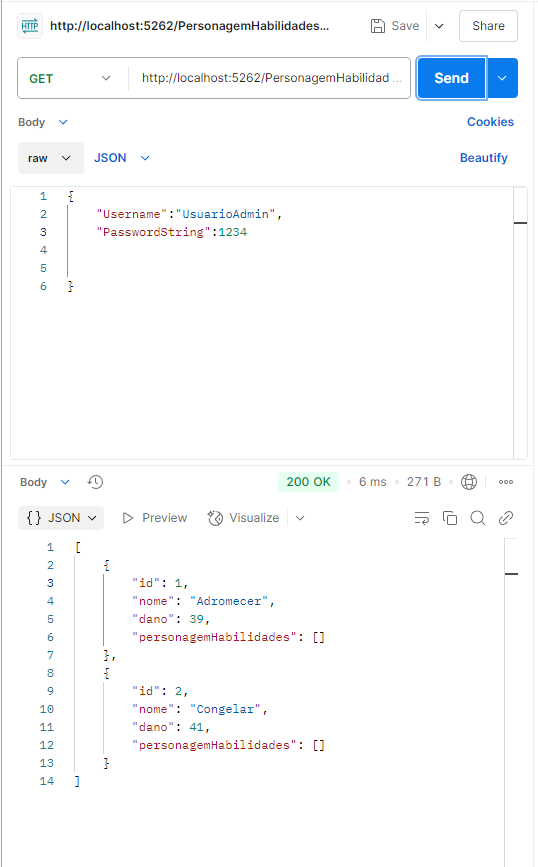 HTTP http://localhost:5262/PersonagemHabilidades... Save Share
GET http://localhost:5262/PersonagemHabilidad ... Send
Body Cookies
raw JSON Beautify
1 {
2 "Username":"UsuarioAdmin",
3 "PasswordString":1234
4
5
6 }
Body 200 OK • 6 ms • 271 B •
{} JSON Preview Visualize
1 [
2 {
3 "id": 1,
4 "nome": "Adromecer",
5 "dano": 39,
6 "personagemHabilidades": []
7 },
8 {
9 "id": 2,
10 "nome": "Congelar",
11 "dano": 41,
12 "personagemHabilidades": []
13 }
14 ]